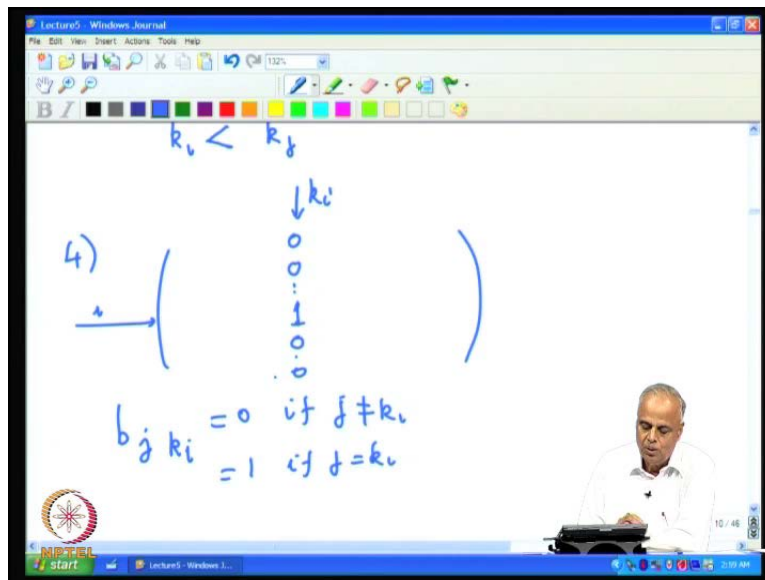 Lecture5 - Windows Journal
File Edit View Insert Actions Tools Help
132%
B I
k_i < k_j
↓ k_i
4)
0
0
:
i
1
0
.
0
b_{j k_i} = 0 if j ≠ k_i
= 1 if j = k_i
NPTEL
10 / 46
start
Lecture5 - Windows J...
2:59 AM